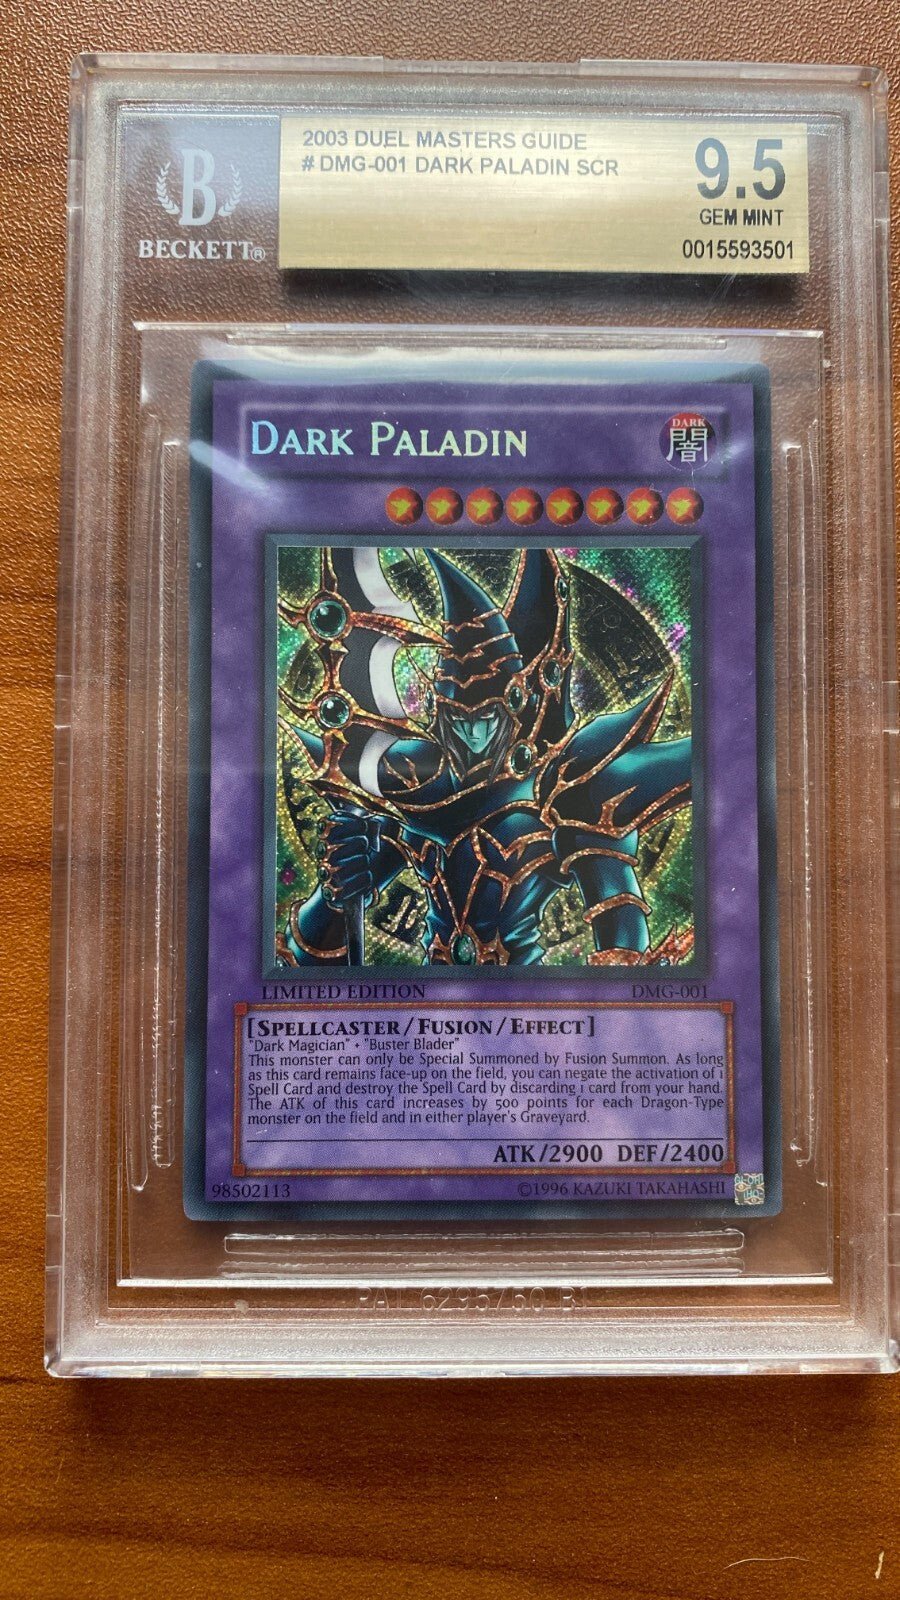 2003 DUEL MASTERS GUIDE
# DMG-001 DARK PALADIN SCR
9.5
GEM MINT
0015593501
B
BECKETT®
DARK PALADIN
DARK
闇
LIMITED EDITION DMG-001
[SPELLCASTER/FUSION/EFFECT]
"Dark Magician" + "Buster Blader"
This monster can only be Special Summoned by Fusion Summon. As long
as this card remains face-up on the field, you can negate the activation of 1
Spell Card and destroy the Spell Card by discarding 1 card from your hand.
The ATK of this card increases by 500 points for each Dragon-Type
monster on the field and in either player's Graveyard.
ATK/2900 DEF/2400
98502113 ©1996 KAZUKI TAKAHASHI
PAT 6295750 B1